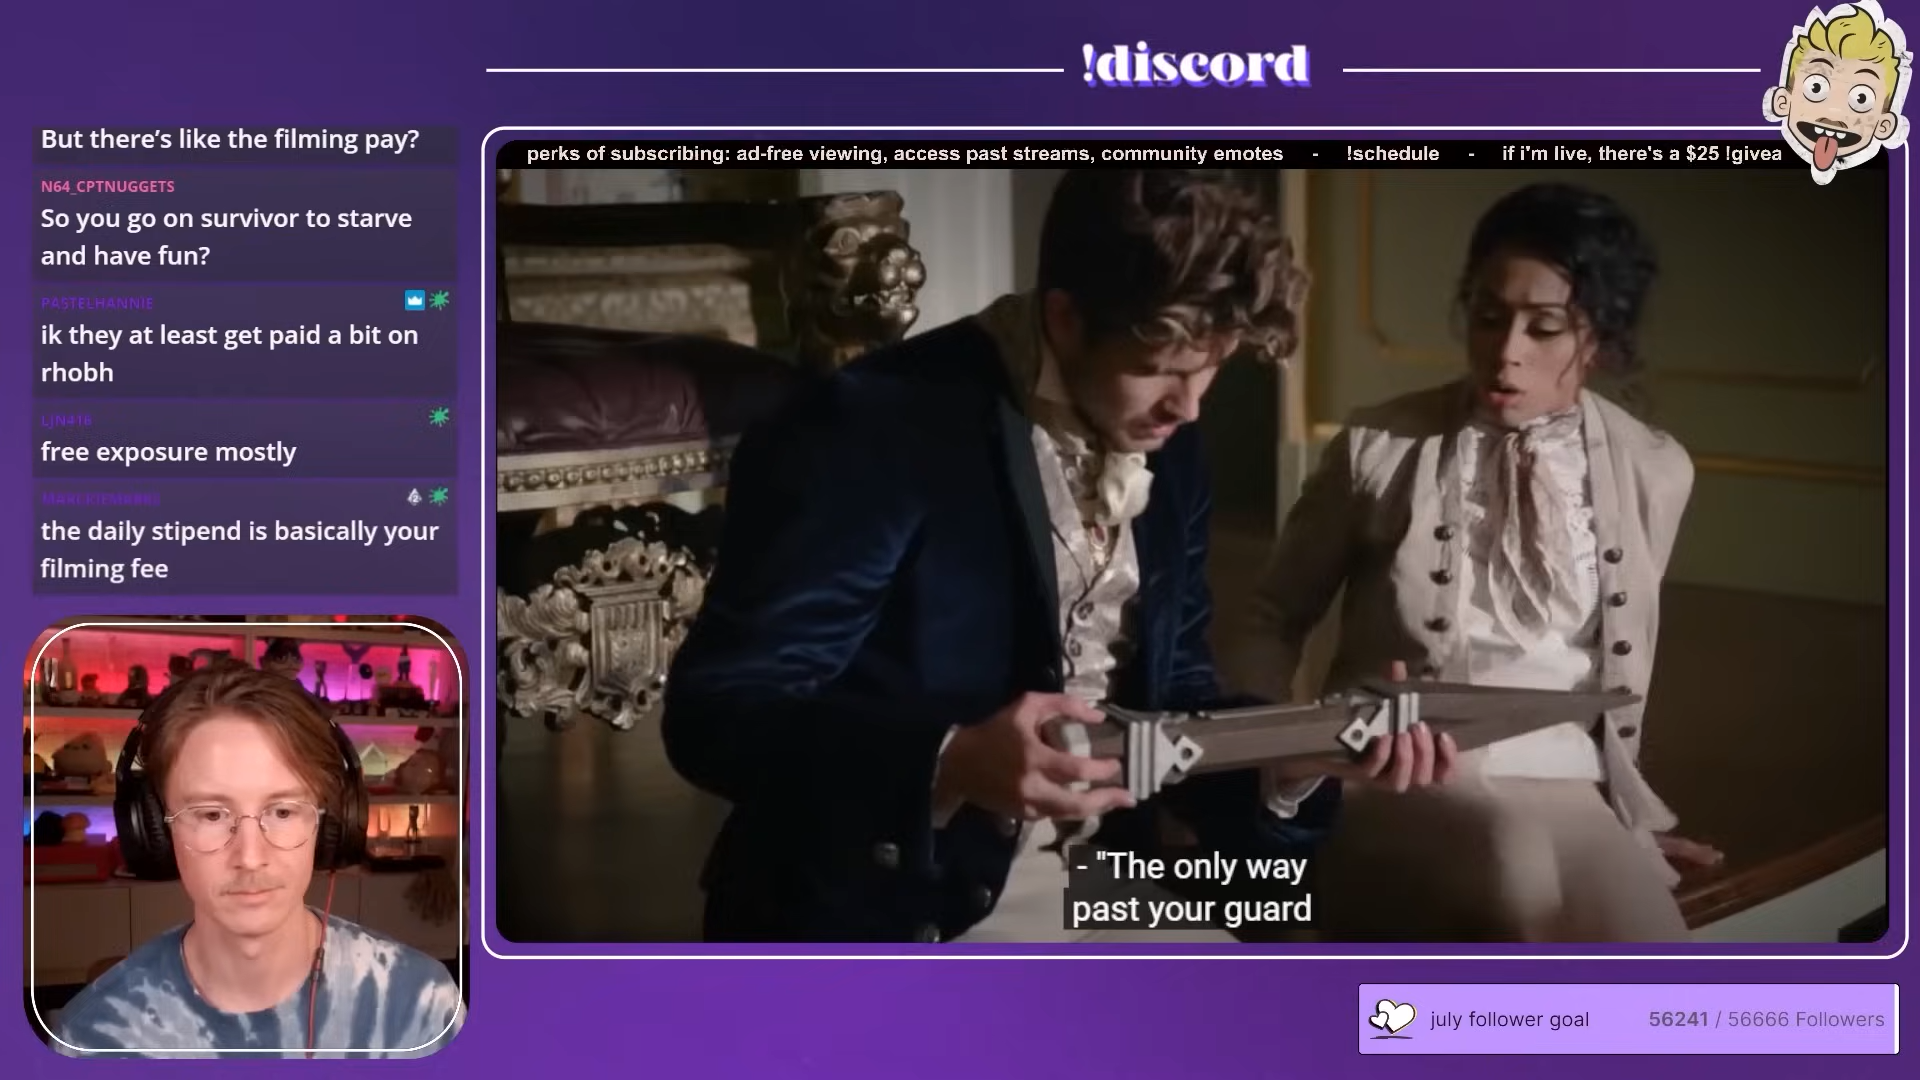 !discord
But there's like the filming pay?
N64_CPTNUGGETS
So you go on survivor to starve
and have fun?
PASTELHANNIE
ik they at least get paid a bit on
rhobh
LJN416
free exposure mostly
the daily stipend is basically your
filming fee
perks of subscribing: ad-free viewing, access past streams, community emotes - !schedule - if i'm live, there's a $25 !givea
- "The only way
past your guard
july follower goal 56241 / 56666 Followers